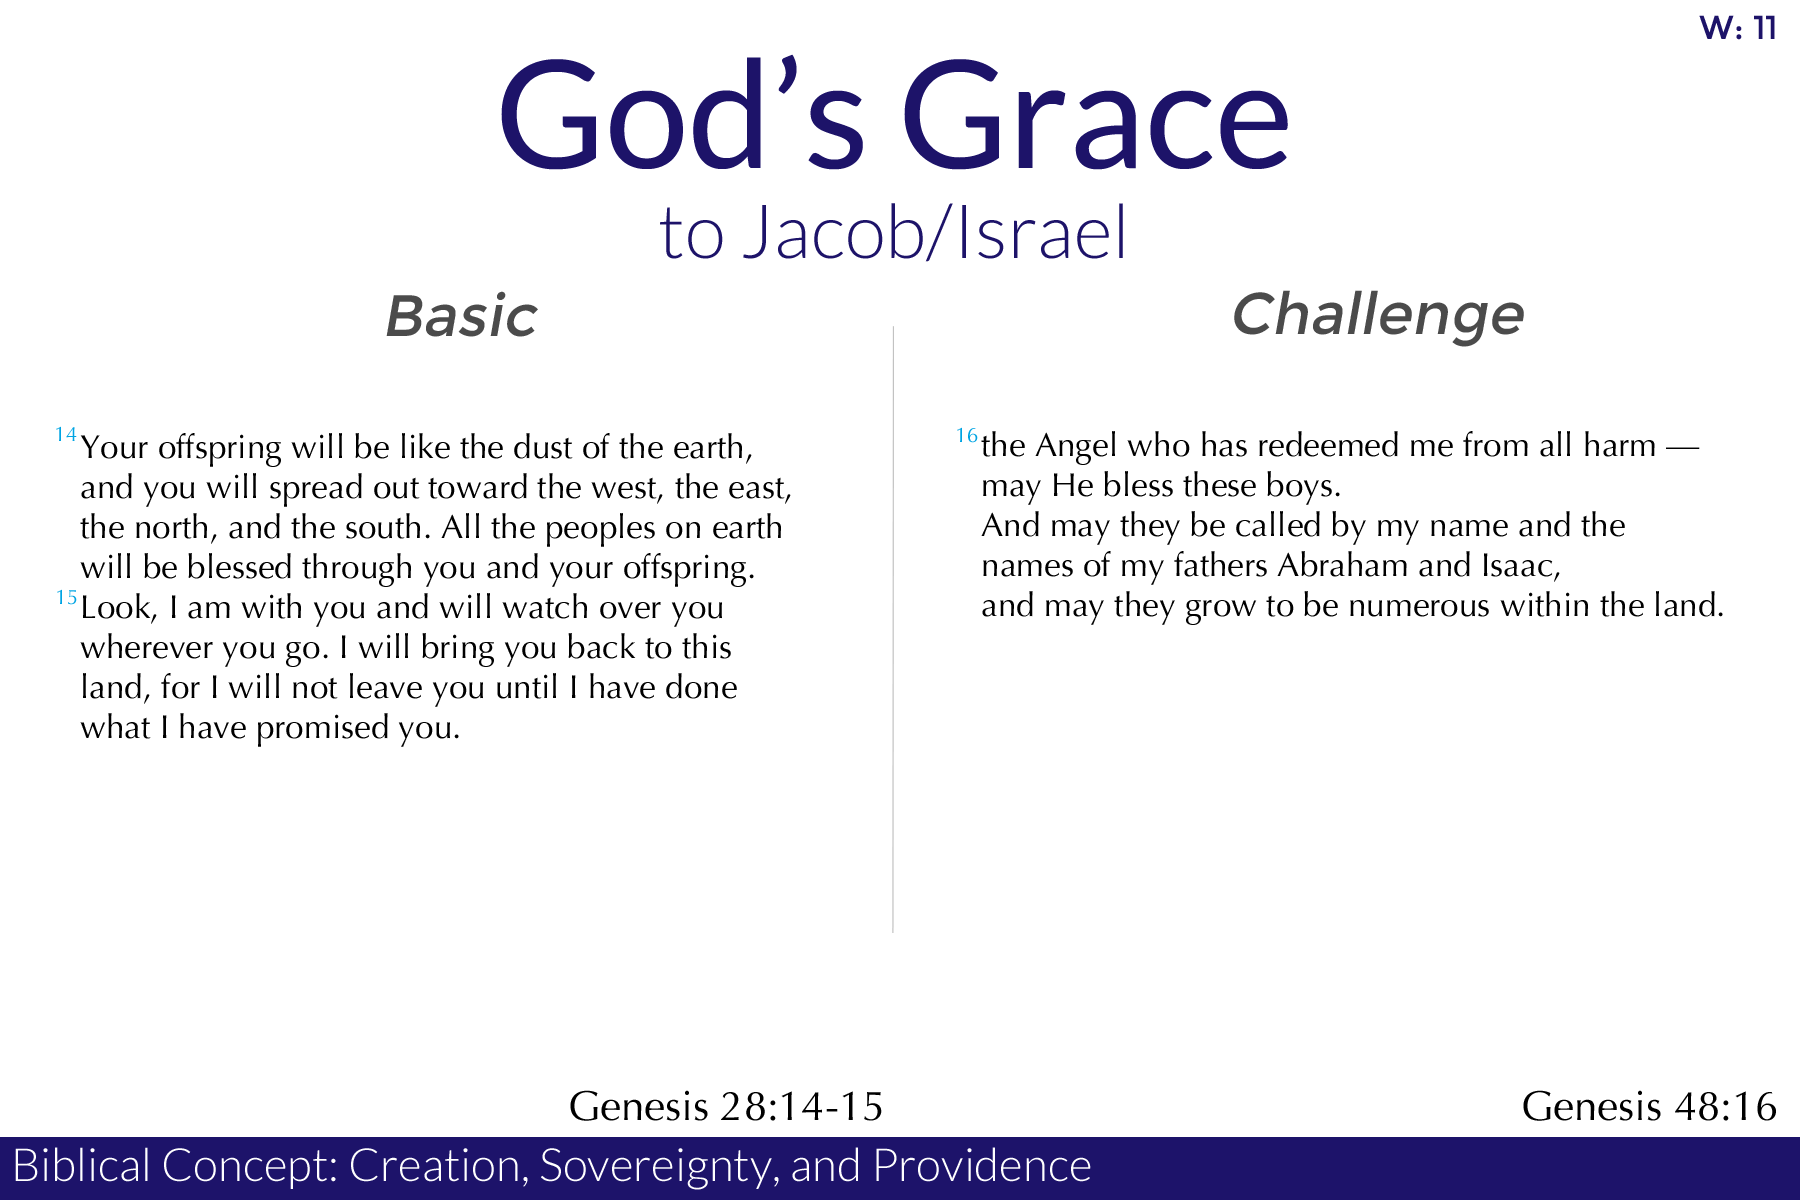 W: 11
God’s Grace
to Jacob/Israel
Basic
14 Your offspring will be like the dust of the earth,
and you will spread out toward the west, the east,
the north, and the south. All the peoples on earth
will be blessed through you and your offspring.
15 Look, I am with you and will watch over you
wherever you go. I will bring you back to this
land, for I will not leave you until I have done
what I have promised you.
Genesis 28:14-15
Challenge
16 the Angel who has redeemed me from all harm —
may He bless these boys.
And may they be called by my name and the
names of my fathers Abraham and Isaac,
and may they grow to be numerous within the land.
Genesis 48:16
Biblical Concept: Creation, Sovereignty, and Providence